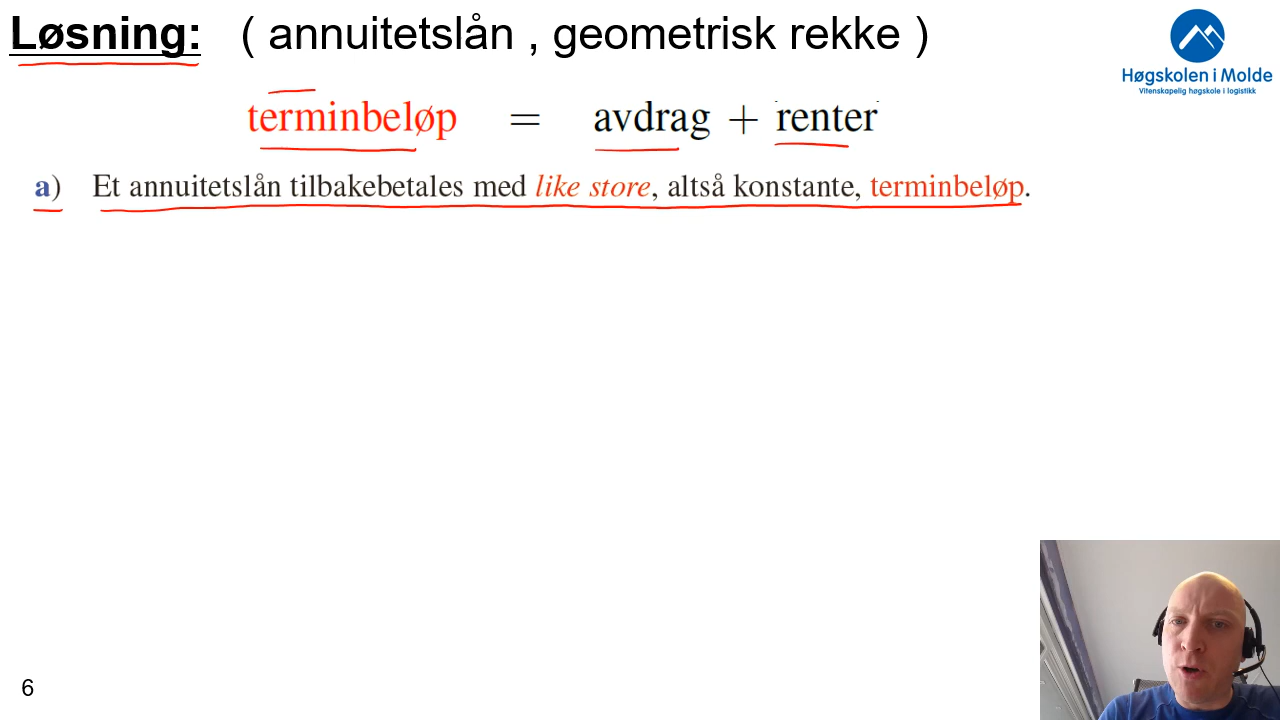 Løsning: ( annuitetslån , geometrisk rekke )
Høgskolen i Molde
Vitenskapelig høgskole i logistikk
terminbeløp = avdrag + renter
a) Et annuitetslån tilbakebetales med like store, altså konstante, terminbeløp.
6